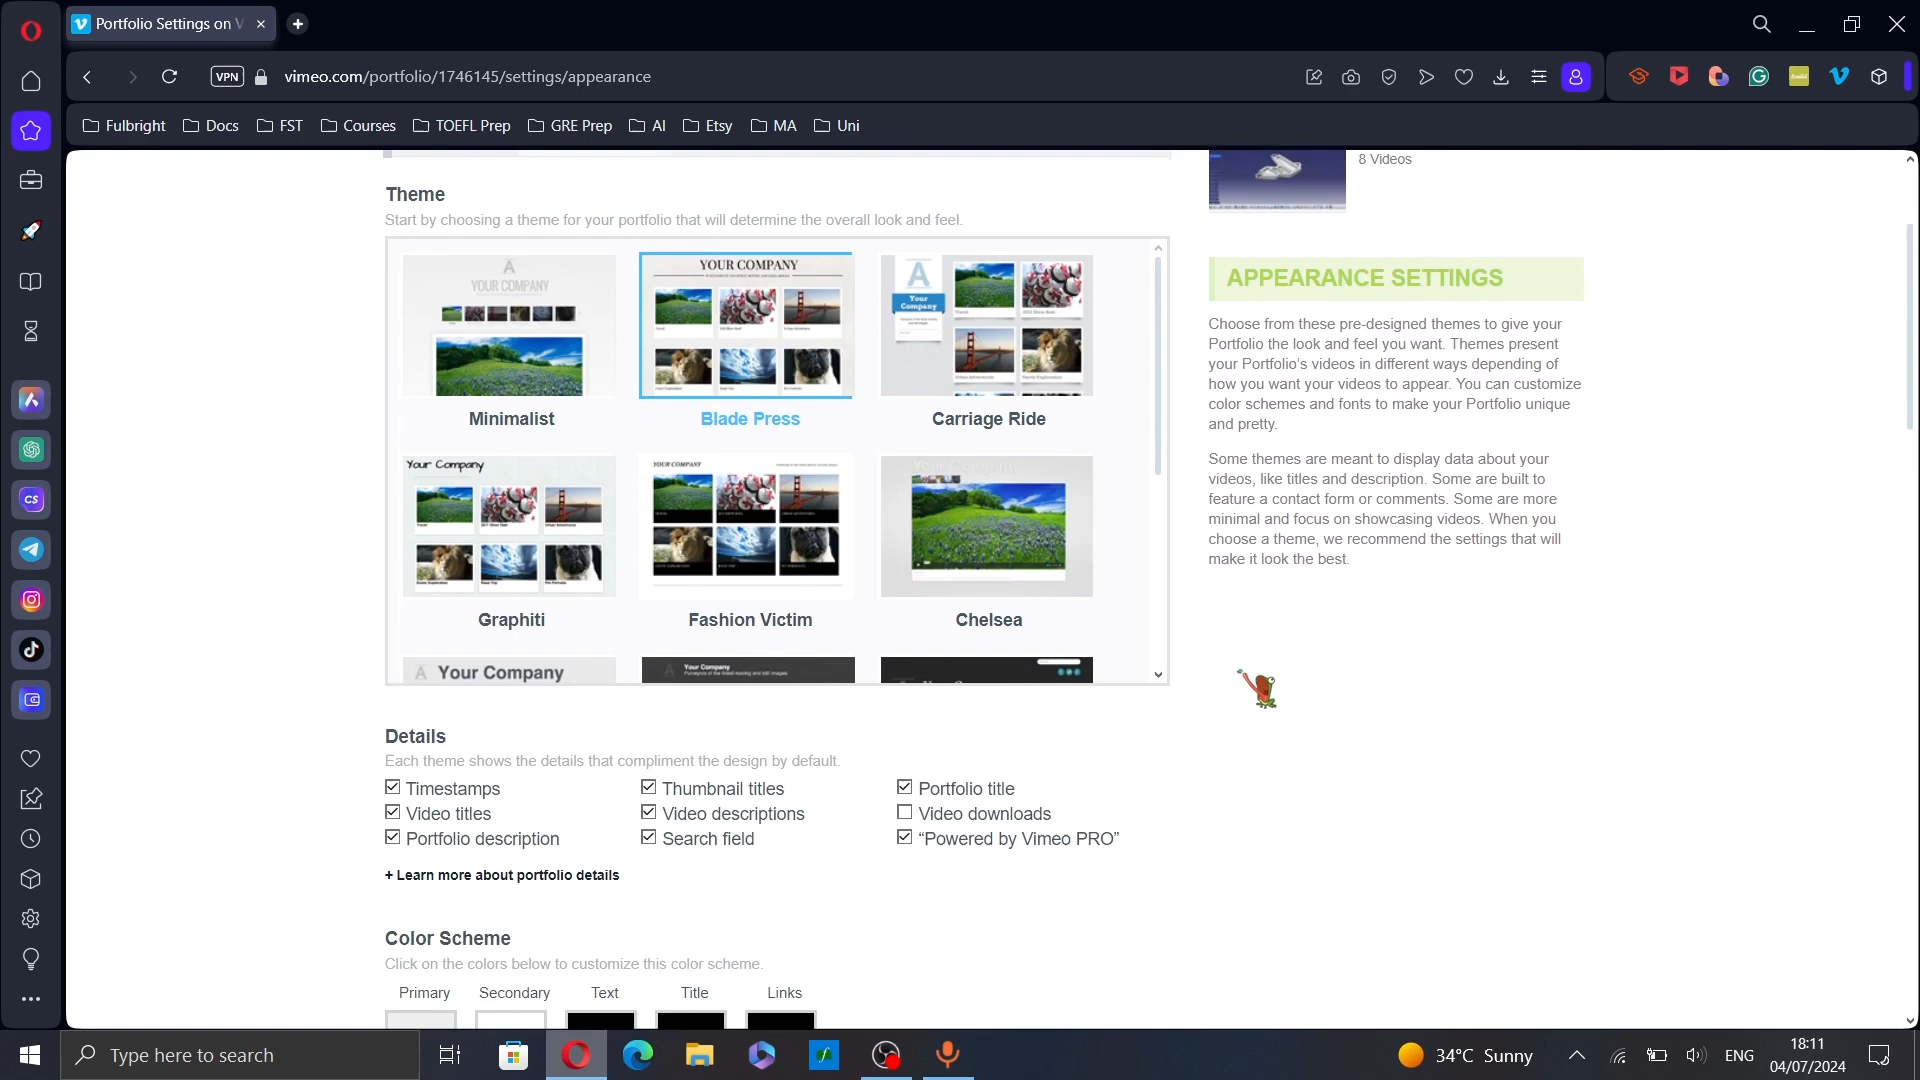 Portfolio Settings on V
VPN
vimeo.com/portfolio/1746145/settings/appearance
Fulbright
Docs
FST
Courses
TOEFL Prep
GRE Prep
AI
Etsy
MA
Uni
8 Videos
Theme
Start by choosing a theme for your portfolio that will determine the overall look and feel.
YOUR COMPANY
YOUR COMPANY
Your
Company
Minimalist
Blade Press
Carriage Ride
Your Company
YOUR COMPANY
Graphiti
Fashion Victim
Chelsea
Your Company
Your Company
APPEARANCE SETTINGS
Choose from these pre-designed themes to give your
Portfolio the look and feel you want. Themes present
your Portfolio's videos in different ways depending of
how you want your videos to appear. You can customize
color schemes and fonts to make your Portfolio unique
and pretty.
Some themes are meant to display data about your
videos, like titles and description. Some are built to
feature a contact form or comments. Some are more
minimal and focus on showcasing videos. When you
choose a theme, we recommend the settings that will
make it look the best.
Details
Each theme shows the details that compliment the design by default.
Timestamps
Thumbnail titles
Portfolio title
Video titles
Video descriptions
Video downloads
Portfolio description
Search field
“Powered by Vimeo PRO”
+ Learn more about portfolio details
Color Scheme
Click on the colors below to customize this color scheme.
Primary
Secondary
Text
Title
Links
CS
Type here to search
34°C Sunny
ENG
18:11
04/07/2024